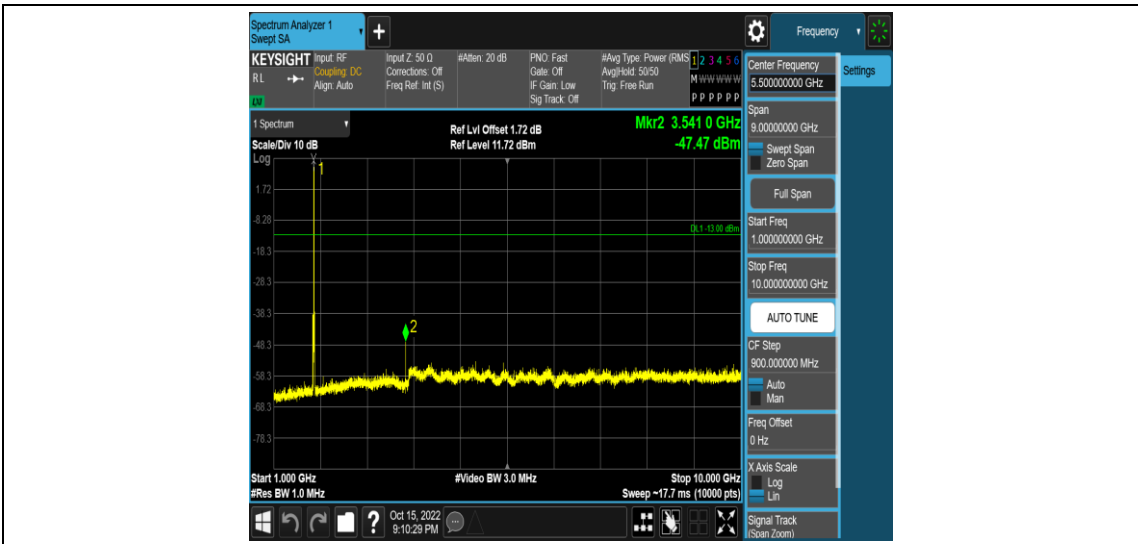 Spectrum Analyzer 1
Swept SA
+
Frequency
KEYSIGHT
RL
LXI
Input: RF
Coupling: DC
Align: Auto
Input Z: 50 Ω
Corrections: Off
Freq Ref: Int (S)
#Atten: 20 dB
PNO: Fast
Gate: Off
IF Gain: Low
Sig Track: Off
#Avg Type: Power (RMS
Avg|Hold: 50/50
Trig: Free Run
1 2 3 4 5 6
M W W W W W
P P P P P P
1 Spectrum
Scale/Div 10 dB
Ref Lvl Offset 1.72 dB
Ref Level 11.72 dBm
Mkr2 3.541 0 GHz
-47.47 dBm
Log
1
1.72
-8.28
DL1 -13.00 dBm
-18.3
-28.3
-38.3
2
-48.3
-58.3
-68.3
-78.3
Start 1.000 GHz
#Res BW 1.0 MHz
#Video BW 3.0 MHz
Stop 10.000 GHz
Sweep ~17.7 ms (10000 pts)
?
Oct 15, 2022
9:10:29 PM
Center Frequency
5.500000000 GHz
Settings
Span
9.00000000 GHz
Swept Span
Zero Span
Full Span
Start Freq
1.000000000 GHz
Stop Freq
10.000000000 GHz
AUTO TUNE
CF Step
900.000000 MHz
Auto
Man
Freq Offset
0 Hz
X Axis Scale
Log
Lin
Signal Track
(Span Zoom)